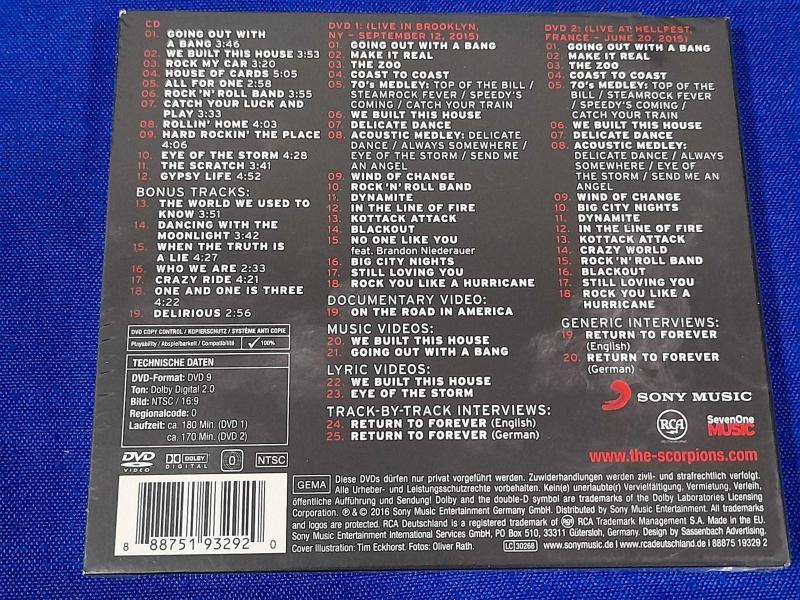 CD
01. GOING OUT WITH
A BANG 3:46
02. WE BUILT THIS HOUSE 3:53
03. ROCK MY CAR 3:20
04. HOUSE OF CARDS 5:05
05. ALL FOR ONE 2:58
06. ROCK'N'ROLL BAND 3:55
07. CATCH YOUR LUCK AND
PLAY 3:33
08. ROLLIN' HOME 4:03
09. HARD ROCKIN' THE PLACE
4:06
10. EYE OF THE STORM 4:28
11. THE SCRATCH 3:41
12. GYPSY LIFE 4:52
BONUS TRACKS:
13. THE WORLD WE USED TO
KNOW 3:51
14. DANCING WITH THE
MOONLIGHT 3:42
15. WHEN THE TRUTH IS
A LIE 4:27
16. WHO WE ARE 2:33
17. CRAZY RIDE 4:21
18. ONE AND ONE IS THREE
4:22
19. DELIRIOUS 2:56
DVD COPY CONTROL / KOPIERSCHUTZ / SYSTÈME ANTI COPIE
Playability / Abspielbarkeit / Compatibilité
100%
TECHNISCHE DATEN
DVD-Format: DVD 9
Ton: Dolby Digital 2.0
Bild: NTSC / 16:9
Regionalcode: 0
Laufzeit: ca. 180 Min. (DVD 1)
ca. 170 Min. (DVD 2)
DVD VIDEO
DOLBY DIGITAL
0
NTSC
8 88751 93292 0
DVD 1: (LIVE IN BROOKLYN,
NY – SEPTEMBER 12, 2015)
01. GOING OUT WITH A BANG
02. MAKE IT REAL
03. THE ZOO
04. COAST TO COAST
05. 70's MEDLEY: TOP OF THE BILL /
STEAMROCK FEVER / SPEEDY'S
COMING / CATCH YOUR TRAIN
06. WE BUILT THIS HOUSE
07. DELICATE DANCE
08. ACOUSTIC MEDLEY: DELICATE
DANCE / ALWAYS SOMEWHERE /
EYE OF THE STORM / SEND ME
AN ANGEL
09. WIND OF CHANGE
10. ROCK'N'ROLL BAND
11. DYNAMITE
12. IN THE LINE OF FIRE
13. KOTTACK ATTACK
14. BLACKOUT
15. NO ONE LIKE YOU
feat. Brandon Niederauer
16. BIG CITY NIGHTS
17. STILL LOVING YOU
18. ROCK YOU LIKE A HURRICANE
DOCUMENTARY VIDEO:
19. ON THE ROAD IN AMERICA
MUSIC VIDEOS:
20. WE BUILT THIS HOUSE
21. GOING OUT WITH A BANG
LYRIC VIDEOS:
22. WE BUILT THIS HOUSE
23. EYE OF THE STORM
TRACK-BY-TRACK INTERVIEWS:
24. RETURN TO FOREVER (English)
25. RETURN TO FOREVER (German)
DVD 2: (LIVE AT HELLFEST,
FRANCE – JUNE 20, 2015)
01. GOING OUT WITH A BANG
02. MAKE IT REAL
03. THE ZOO
04. COAST TO COAST
05. 70's MEDLEY: TOP OF THE
BILL / STEAMROCK FEVER
/ SPEEDY'S COMING /
CATCH YOUR TRAIN
06. WE BUILT THIS HOUSE
07. DELICATE DANCE
08. ACOUSTIC MEDLEY:
DELICATE DANCE / ALWAYS
SOMEWHERE / EYE OF
THE STORM / SEND ME AN
ANGEL
09. WIND OF CHANGE
10. BIG CITY NIGHTS
11. DYNAMITE
12. IN THE LINE OF FIRE
13. KOTTACK ATTACK
14. CRAZY WORLD
15. ROCK'N'ROLL BAND
16. BLACKOUT
17. STILL LOVING YOU
18. ROCK YOU LIKE A
HURRICANE
GENERIC INTERVIEWS:
19. RETURN TO FOREVER
(English)
20. RETURN TO FOREVER
(German)
SONY MUSIC
RCA
SevenOne
MUSIC
www.the-scorpions.com
GEMA
Diese DVDs dürfen nur privat vorgeführt werden. Zuwiderhandlungen werden zivil- und strafrechtlich verfolgt.
Alle Urheber- und Leistungsschutzrechte vorbehalten. Kein(e) unerlaubte(r) Vervielfältigung, Vermietung, Verleih,
öffentliche Aufführung und Sendung! Dolby and the double-D symbol are trademarks of the Dolby Laboratories Licensing
Corporation. ℗ & © 2016 Sony Music Entertainment Germany GmbH. Distributed by Sony Music Entertainment. All trademarks
and logos are protected. RCA Deutschland is a registered trademark of RCA Trademark Management S.A. Made in the EU.
Sony Music Entertainment International Services GmbH, PO Box 510, 33311 Gütersloh, Germany. Design by Sassenbach Advertising.
Cover Illustration: Tim Eckhorst. Fotos: Oliver Rath.
LC 30268
www.sonymusic.de | www.rcadeutschland.de | 88875 19329 2